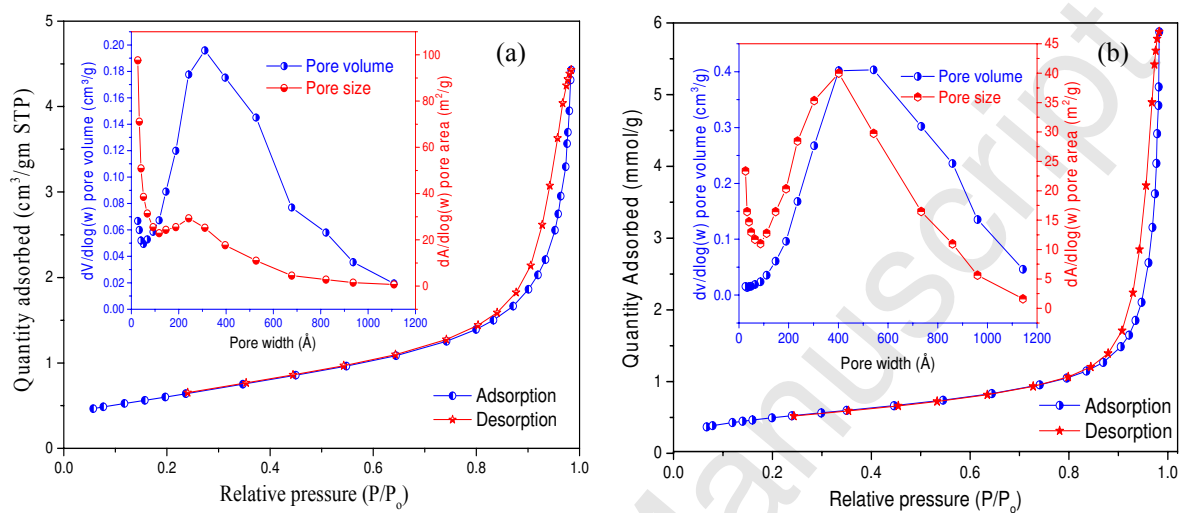 (a)
Quantity adsorbed (cm³/gm STP)
5
4
3
2
1
0
0.0 0.2 0.4 0.6 0.8 1.0
Relative pressure (P/Pₒ)
Adsorption
Desorption
dV/dlog(w) pore volume (cm³/g)
0.20
0.18
0.16
0.14
0.12
0.10
0.08
0.06
0.04
0.02
0.00
0 200 400 600 800 1000 1200
Pore width (Å)
Pore volume
Pore size
100
80
60
40
20
0
dA/dlog(w) pore area (m²/g)
(b)
Quantity Adsorbed (mmol/g)
6
5
4
3
2
1
0
0.0 0.2 0.4 0.6 0.8 1.0
Relative pressure (P/Pₒ)
Adsorption
Desorption
dv/dlog(w) pore volume (cm³/g)
0.4
0.3
0.2
0.1
0.0
0 200 400 600 800 1000 1200
Pore width (Å)
Pore volume
Pore size
45
40
35
30
25
20
15
10
5
0
dA/dlog(w) pore area (m²/g)
Manuscript